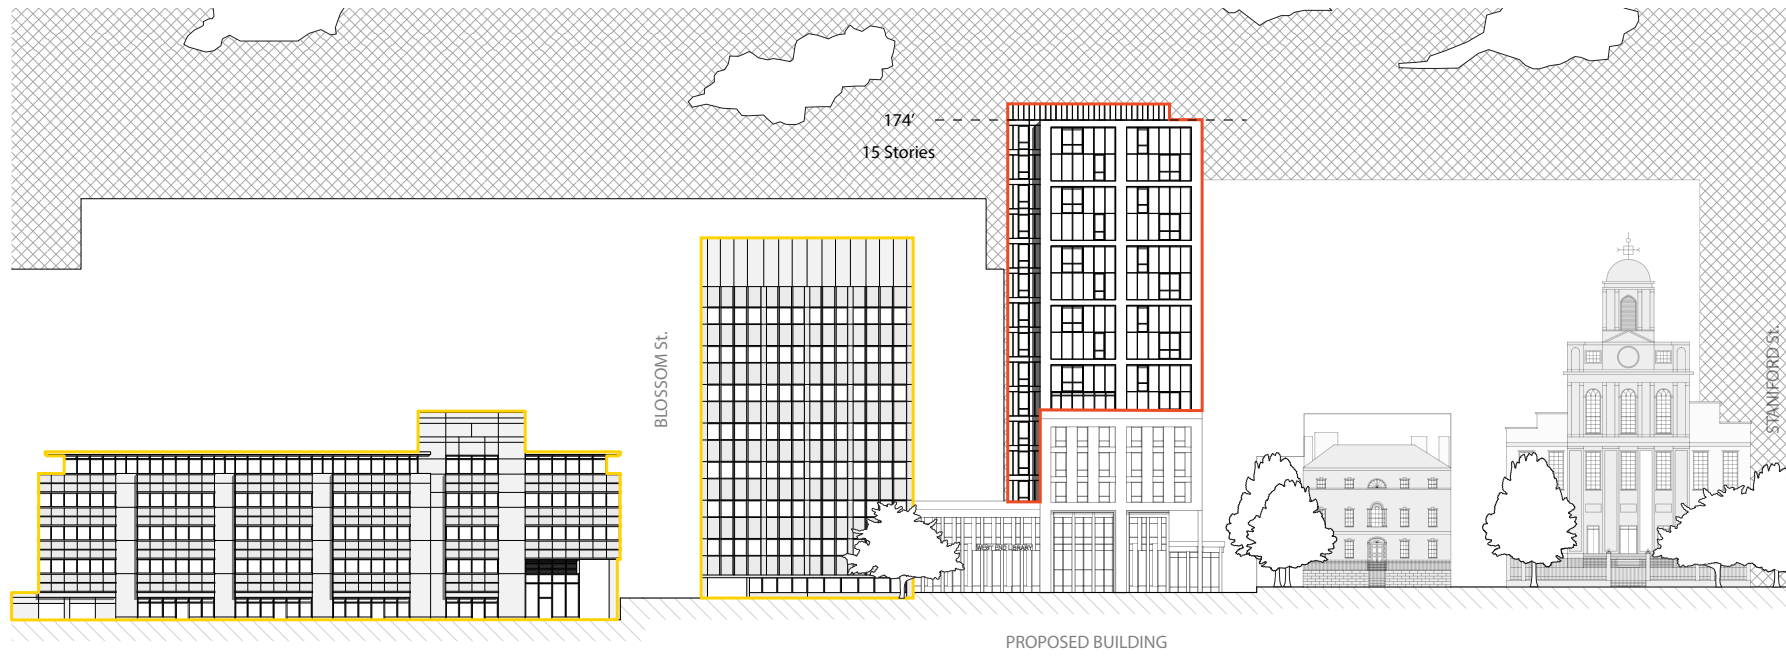 174’
15 Stories
BLOSSOM St.
WEST END LIBRARY
STANIFORD St.
PROPOSED BUILDING